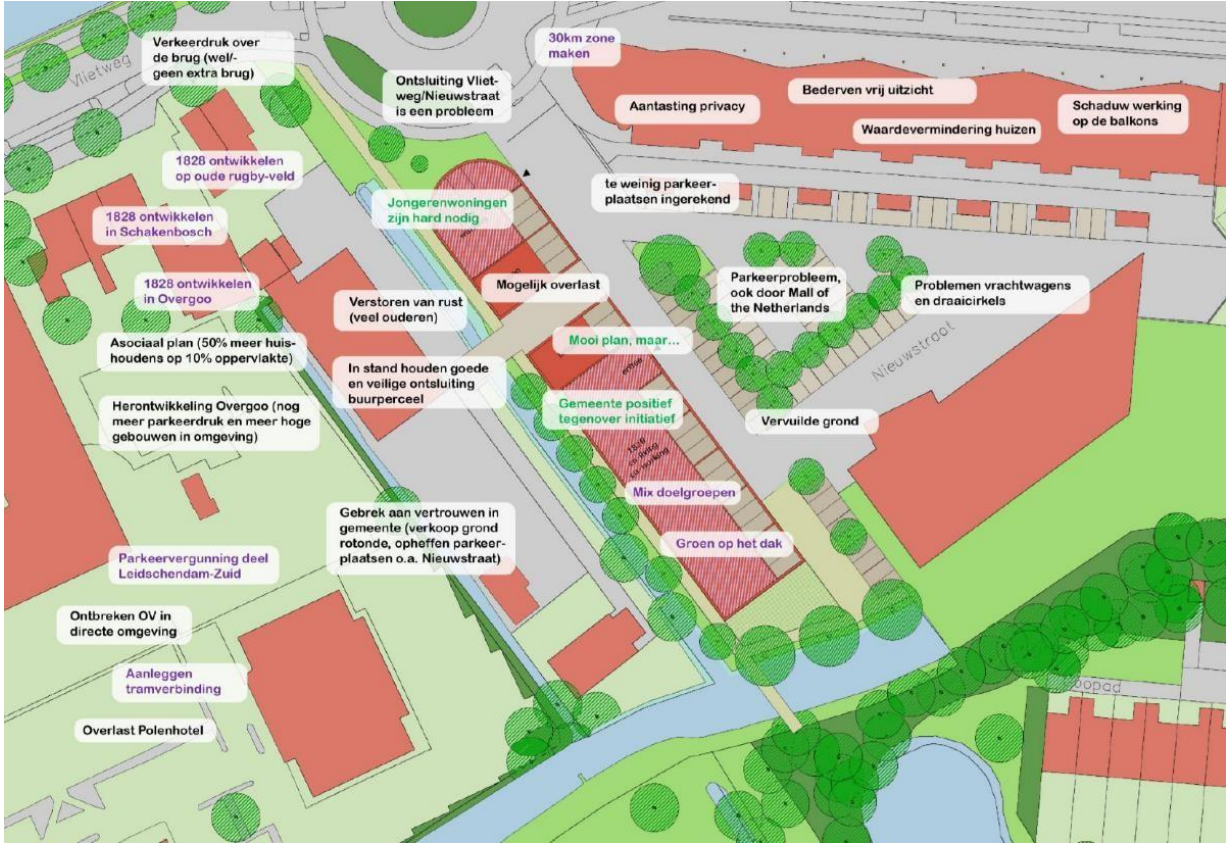 Vlietweg
Verkeerdruk over
de brug (wel/-
geen extra brug)
Ontsluiting Vliet-
weg/Nieuwstraat
is een probleem
30km zone
maken
Aantasting privacy
Bederven vrij uitzicht
Waardevermindering huizen
Schaduw werking
op de balkons
1828 ontwikkelen
op oude rugby-veld
Jongerenwoningen
zijn hard nodig
te weinig parkeer-
plaatsen ingerekend
1828 ontwikkelen
in Schakenbosch
1828 ontwikkelen
in Overgoo
Verstoren van rust
(veel ouderen)
Mogelijk overlast
Parkeerprobleem,
ook door Mall of
the Netherlands
Problemen vrachtwagens
en draaicirkels
Asociaal plan (50% meer huis-
houdens op 10% oppervlakte)
Mooi plan, maar...
In stand houden goede
en veilige ontsluiting
buurperceel
Nieuwstraat
Herontwikkeling Overgoo (nog
meer parkeerdruk en meer hoge
gebouwen in omgeving)
Gemeente positief
tegenover initiatief
Vervuilde grond
1828
co living
Mix doelgroepen
Gebrek aan vertrouwen in
gemeente (verkoop grond
rotonde, opheffen parkeer-
plaatsen o.a. Nieuwstraat)
Groen op het dak
Parkeervergunning deel
Leidschendam-Zuid
Ontbreken OV in
directe omgeving
Aanleggen
tramverbinding
Overlast Polenhotel